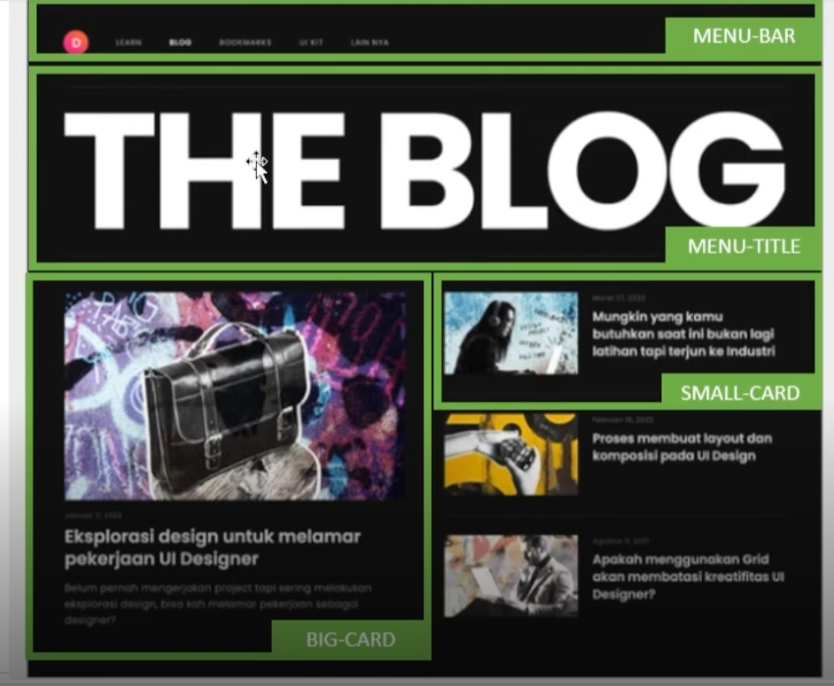 D LEARN BLOG BOOKMARKS UI KIT LAIN NYA
MENU-BAR
THE BLOG
MENU-TITLE
Januari 11, 2022
Eksplorasi design untuk melamar
pekerjaan UI Designer
Belum pernah mengerjakan project tapi sering melakukan
eksplorasi design, bisa kah melamar pekerjaan sebagai
designer?
BIG-CARD
Maret 27, 2022
Mungkin yang kamu
butuhkan saat ini bukan lagi
latihan tapi terjun ke Industri
SMALL-CARD
Februari 19, 2022
Proses membuat layout dan
komposisi pada UI Design
Agustus 11, 2021
Apakah menggunakan Grid
akan membatasi kreatifitas UI
Designer?